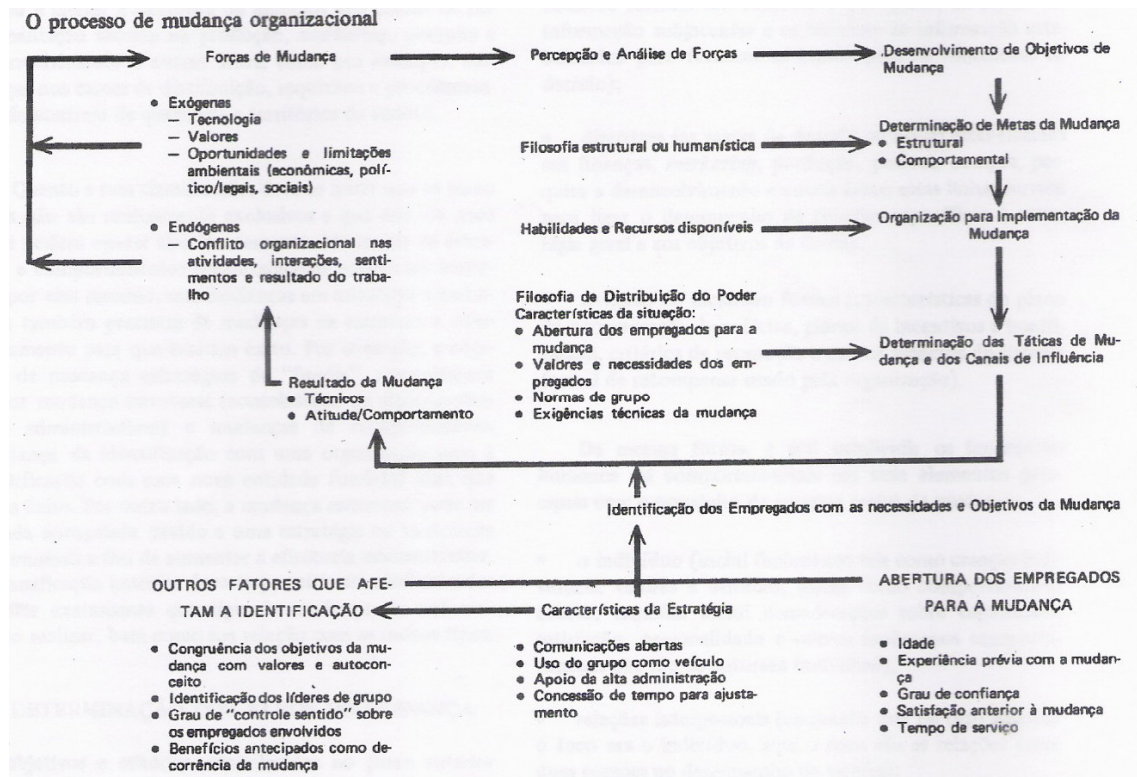 O processo de mudança organizacional
Forças de Mudança
Percepção e Análise de Forças
Desenvolvimento de Objetivos de
Mudança
• Exógenas
– Tecnologia
– Valores
– Oportunidades e limitações
ambientais (econômicas, polí-
tico/legais, sociais)
• Endógenas
– Conflito organizacional nas
atividades, interações, senti-
mentos e resultado do traba-
lho
Filosofia estrutural ou humanística
Determinação de Metas da Mudança
• Estrutural
• Comportamental
Habilidades e Recursos disponíveis
Organização para Implementação da
Mudança
Filosofia de Distribuição do Poder
Características da situação:
• Abertura dos empregados para a
mudança
• Valdres e necessidades dos em-
pregados
• Normas de grupo
• Exigências técnicas da mudança
Determinação das Táticas de Mu-
dança e dos Canais de Influência
Resultado da Mudança
• Técnicos
• Atitude/Comportamento
Identificação dos Empregados com as necessidades e Objetivos da Mudança
OUTROS FATORES QUE AFE-
TAM A IDENTIFICAÇÃO
• Congruência dos objetivos da mu-
dança com valores e autocon-
ceito
• Identificação dos líderes de grupo
• Grau de “controle sentido” sobre
os empregados envolvidos
• Benefícios antecipados como de-
corrência da mudança
Características da Estratégia
• Comunicações abertas
• Uso do grupo como veículo
• Apoio da alta administração
• Concessão de tempo para ajusta-
mento
ABERTURA DOS EMPREGADOS
PARA A MUDANÇA
• Idade
• Experiência prévia com a mudan-
ça
• Grau de confiança
• Satisfação anterior à mudança
• Tempo de serviço